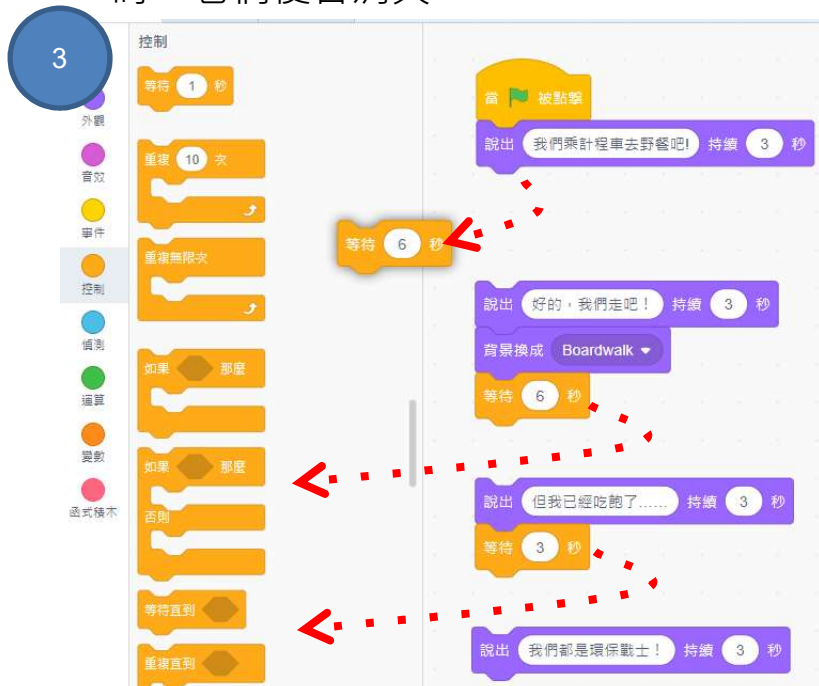 3
控制
等待 1 秒
外觀
音效
事件
控制
偵測
運算
變數
函式積木
重複 10 次
重複無限次
如果 那麼
如果 那麼
否則
等待直到
重複直到
等待 6 秒
當 被點擊
說出 我們乘計程車去野餐吧! 持續 3 秒
說出 好的，我們走吧！ 持續 3 秒
背景換成 Boardwalk
等待 6 秒
說出 但我已經吃飽了...... 持續 3 秒
等待 3 秒
說出 我們都是環保戰士！ 持續 3 秒